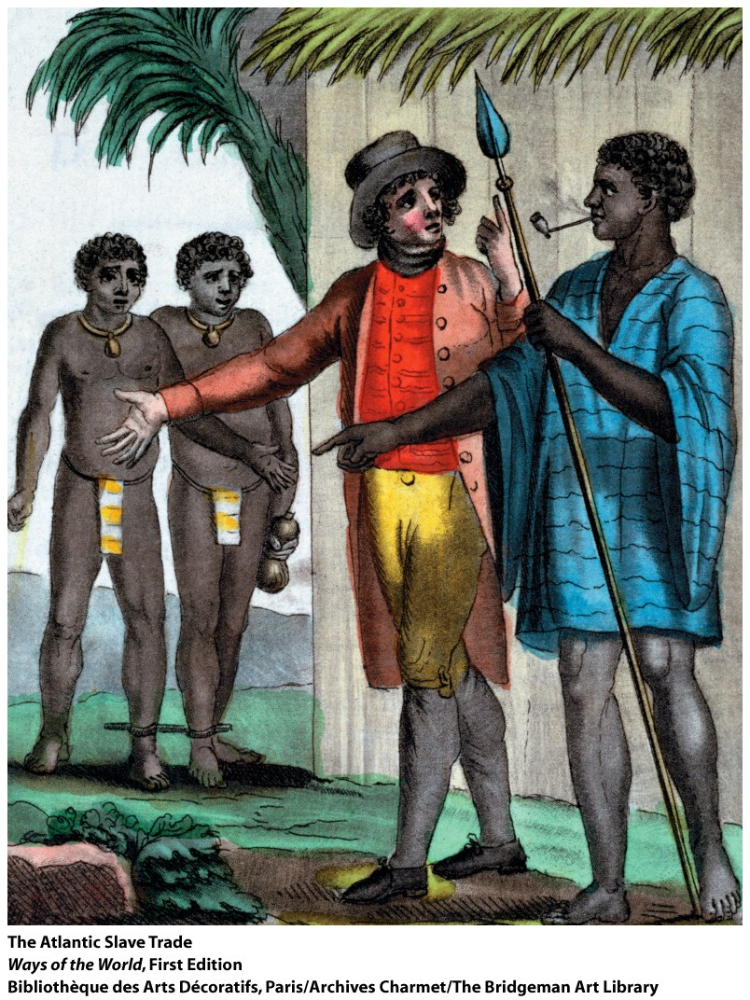 The Atlantic Slave Trade
Ways of the World, First Edition
Bibliothèque des Arts Décoratifs, Paris/Archives Charmet/The Bridgeman Art Library